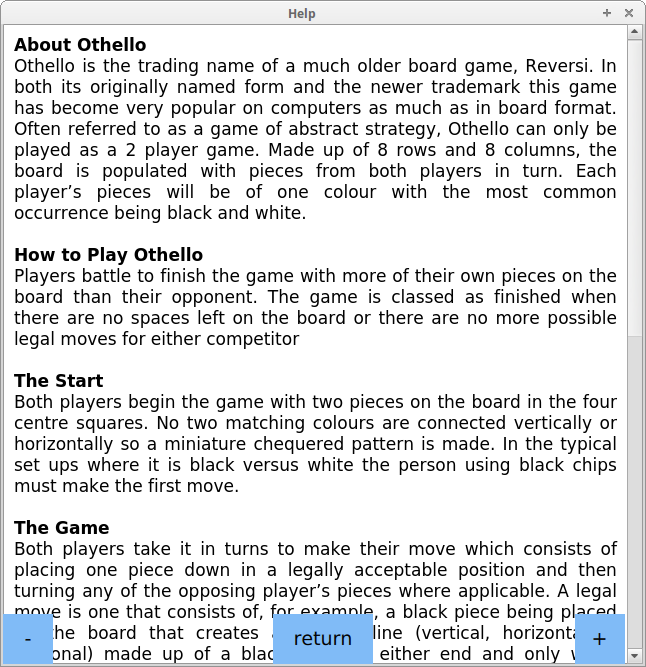 Help
About Othello
Othello is the trading name of a much older board game, Reversi. In
both its originally named form and the newer trademark this game
has become very popular on computers as much as in board format.
Often referred to as a game of abstract strategy, Othello can only be
played as a 2 player game. Made up of 8 rows and 8 columns, the
board is populated with pieces from both players in turn. Each
player’s pieces will be of one colour with the most common
occurrence being black and white.
How to Play Othello
Players battle to finish the game with more of their own pieces on the
board than their opponent. The game is classed as finished when
there are no spaces left on the board or there are no more possible
legal moves for either competitor
The Start
Both players begin the game with two pieces on the board in the four
centre squares. No two matching colours are connected vertically or
horizontally so a miniature chequered pattern is made. In the typical
set ups where it is black versus white the person using black chips
must make the first move.
The Game
Both players take it in turns to make their move which consists of
placing one piece down in a legally acceptable position and then
turning any of the opposing player’s pieces where applicable. A legal
move is one that consists of, for example, a black piece being placed
the board that creates line (vertical,
made up of a either end and only
- return +